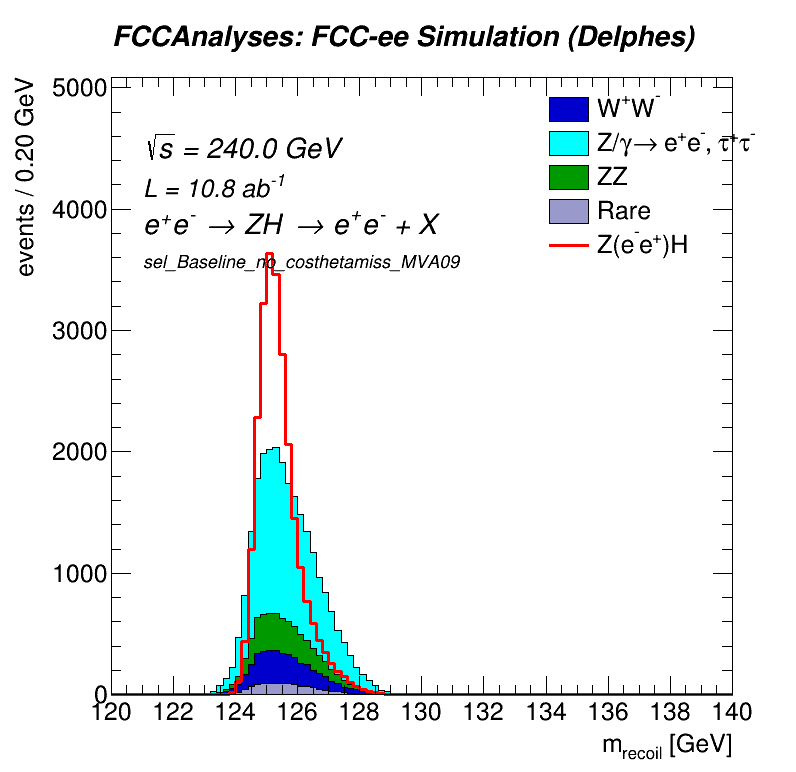 FCCAnalyses: FCC-ee Simulation (Delphes)
events / 0.20 GeV
5000
4000
3000
2000
1000
0
√s = 240.0 GeV
L = 10.8 ab⁻¹
e⁺e⁻ → ZH → e⁺e⁻ + X
sel_Baseline_no_costhetamiss_MVA09
W⁺W⁻
Z/γ→ e⁺e⁻, τ⁺τ⁻
ZZ
Rare
Z(e⁻e⁺)H
120 122 124 126 128 130 132 134 136 138 140
m_recoil [GeV]